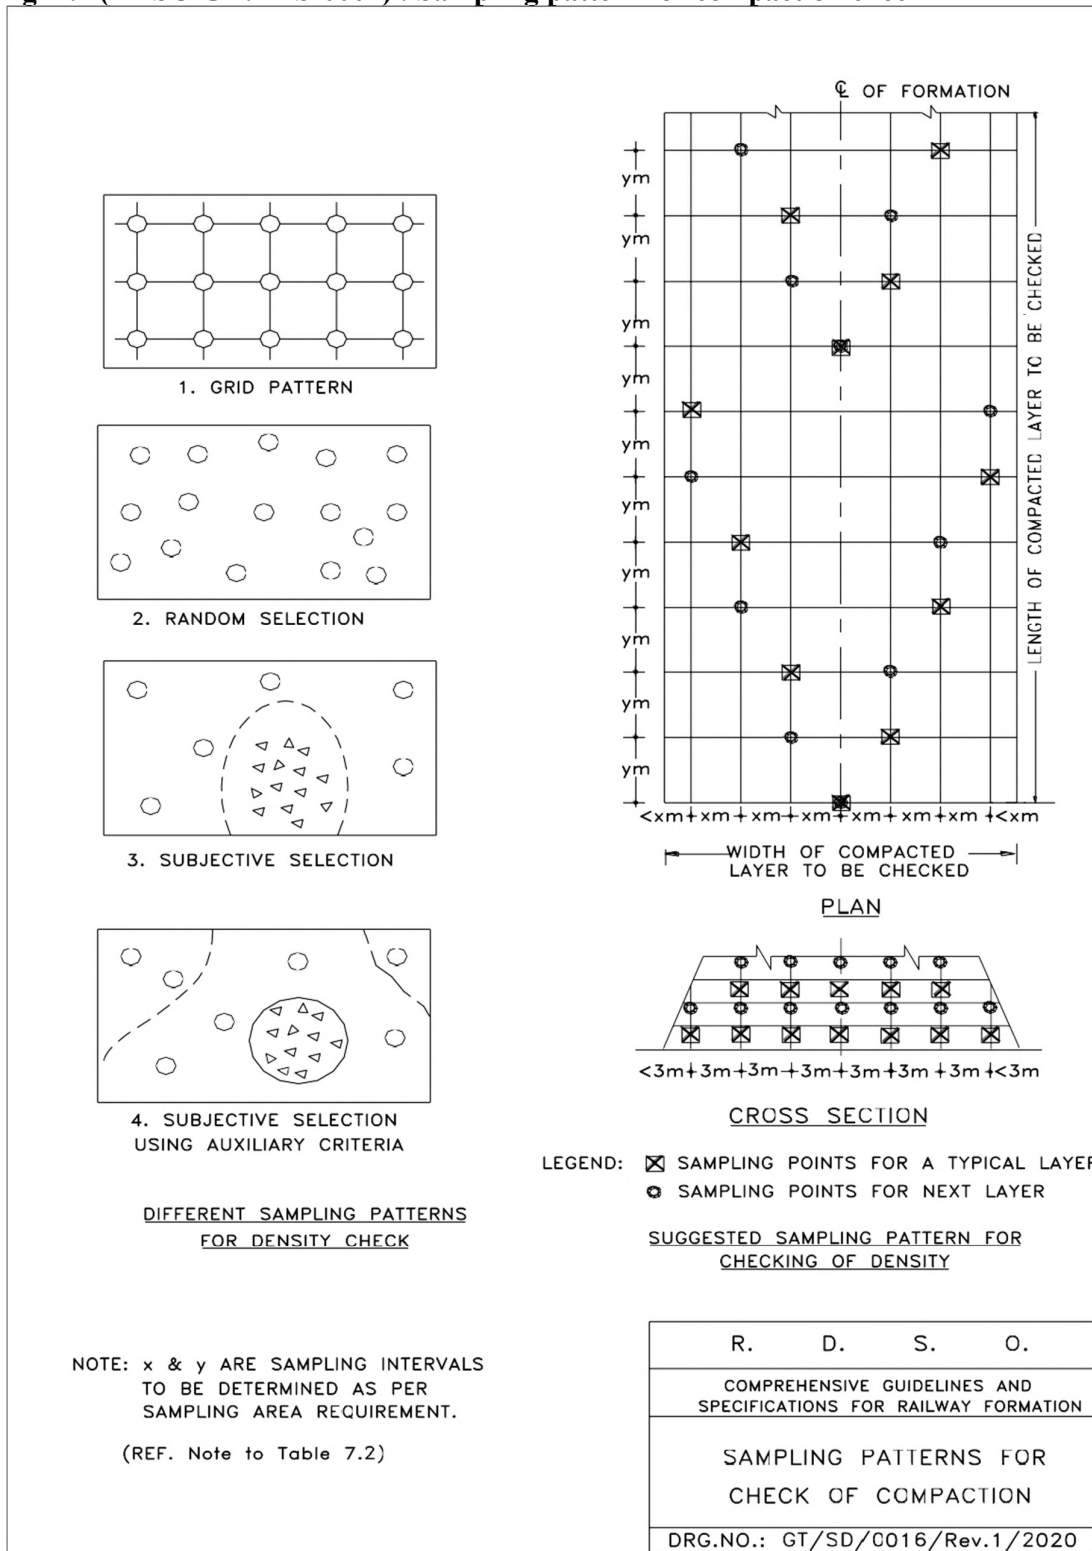 ℄ OF FORMATION
1. GRID PATTERN
2. RANDOM SELECTION
3. SUBJECTIVE SELECTION
4. SUBJECTIVE SELECTION
USING AUXILIARY CRITERIA
DIFFERENT SAMPLING PATTERNS
FOR DENSITY CHECK
NOTE: x & y ARE SAMPLING INTERVALS
TO BE DETERMINED AS PER
SAMPLING AREA REQUIREMENT.
(REF. Note to Table 7.2)
ym
ym
ym
ym
ym
ym
ym
ym
ym
ym
LENGTH OF COMPACTED LAYER TO BE CHECKED
<xm xm xm xm xm xm xm <xm
WIDTH OF COMPACTED
LAYER TO BE CHECKED
PLAN
<3m 3m 3m 3m 3m 3m 3m <3m
CROSS SECTION
LEGEND: SAMPLING POINTS FOR A TYPICAL LAYER
SAMPLING POINTS FOR NEXT LAYER
SUGGESTED SAMPLING PATTERN FOR
CHECKING OF DENSITY
R. D. S. O.
COMPREHENSIVE GUIDELINES AND
SPECIFICATIONS FOR RAILWAY FORMATION
SAMPLING PATTERNS FOR
CHECK OF COMPACTION
DRG.NO.: GT/SD/0016/Rev.1/2020